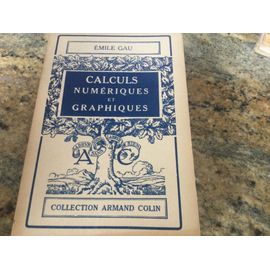 ÉMILE GAU
CALCULS
NUMÉRIQUES
ET
GRAPHIQUES
A C
COLLECTION ARMAND COLIN